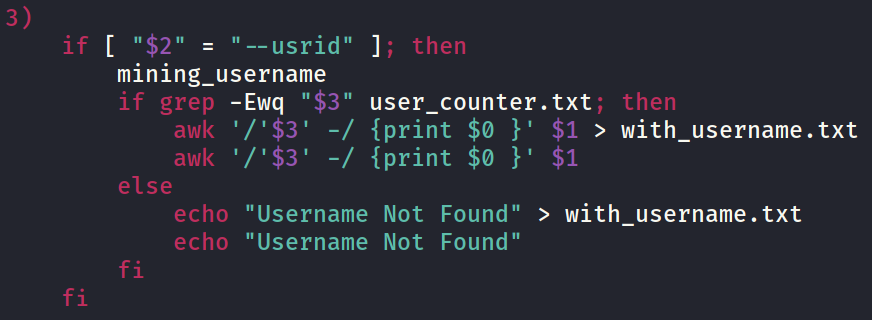 3)
    if [ "$2" = "--usrid" ]; then
        mining_username
        if grep -Ewq "$3" user_counter.txt; then
            awk '/'$3' -/ {print $0 }' $1 > with_username.txt
            awk '/'$3' -/ {print $0 }' $1
        else
            echo "Username Not Found" > with_username.txt
            echo "Username Not Found"
        fi
    fi